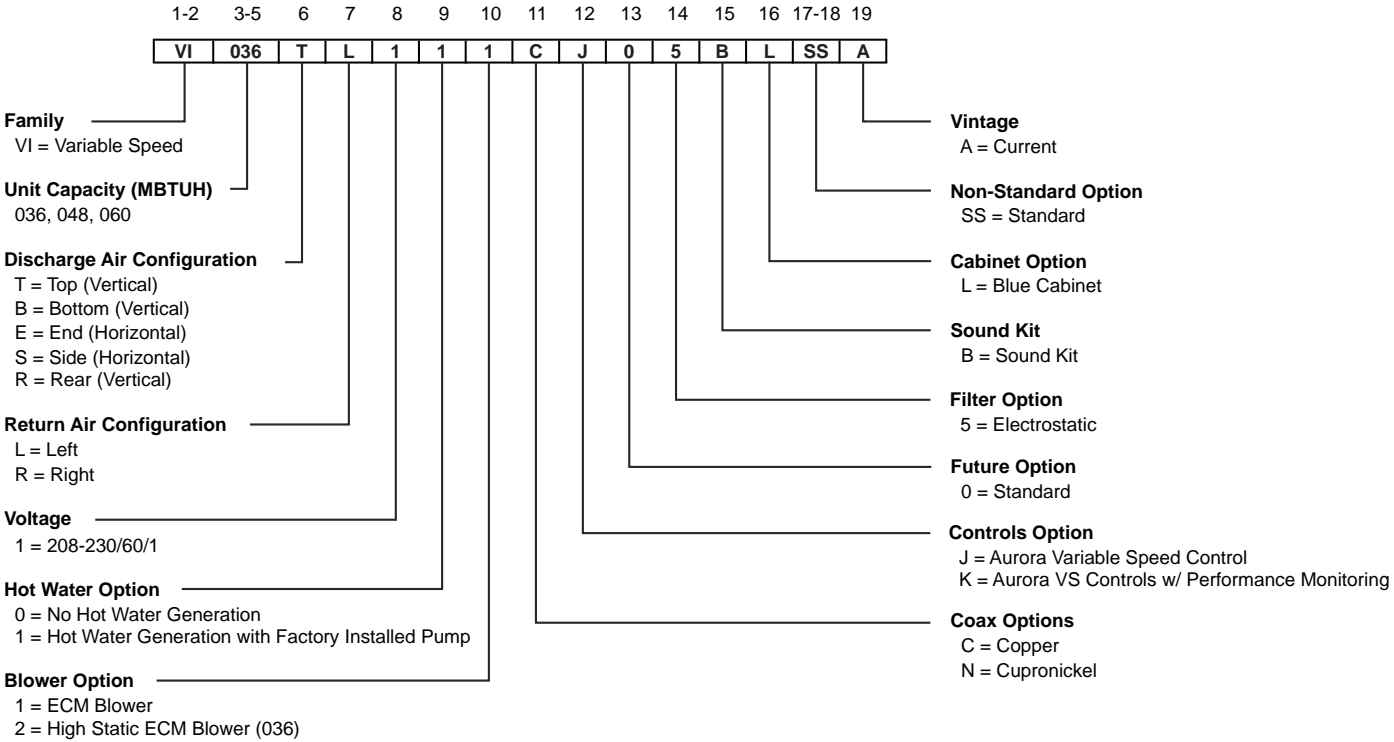 1-2 3-5 6 7 8 9 10 11 12 13 14 15 16 17-18 19
VI 036 T L 1 1 1 C J 0 5 B L SS A
Family
VI = Variable Speed
Unit Capacity (MBTUH)
036, 048, 060
Discharge Air Configuration
T = Top (Vertical)
B = Bottom (Vertical)
E = End (Horizontal)
S = Side (Horizontal)
R = Rear (Vertical)
Return Air Configuration
L = Left
R = Right
Voltage
1 = 208-230/60/1
Hot Water Option
0 = No Hot Water Generation
1 = Hot Water Generation with Factory Installed Pump
Blower Option
1 = ECM Blower
2 = High Static ECM Blower (036)
Vintage
A = Current
Non-Standard Option
SS = Standard
Cabinet Option
L = Blue Cabinet
Sound Kit
B = Sound Kit
Filter Option
5 = Electrostatic
Future Option
0 = Standard
Controls Option
J = Aurora Variable Speed Control
K = Aurora VS Controls w/ Performance Monitoring
Coax Options
C = Copper
N = Cupronickel